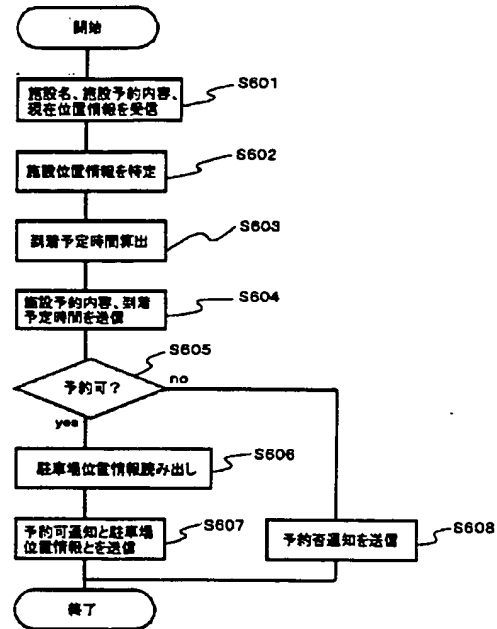 開始
施設名、施設予約内容、
現在位置情報を受信
S601
施設位置情報を特定
S602
到着予定時間算出
S603
施設予約内容、到着
予定時間を送信
S604
予約可?
S605
no
yes
駐車場位置情報読み出し
S606
予約可通知と駐車場
位置情報とを送信
S607
予約否通知を送信
S608
終了